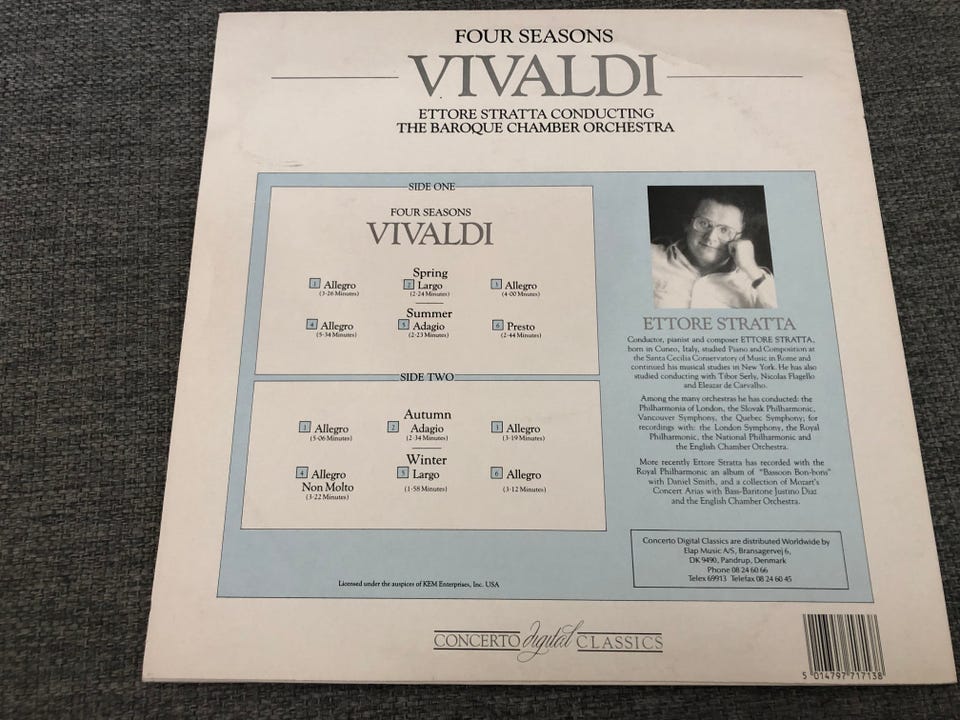 FOUR SEASONS
VIVALDI
ETTORE STRATTA CONDUCTING
THE BAROQUE CHAMBER ORCHESTRA
SIDE ONE
FOUR SEASONS
VIVALDI
Spring
1 Allegro 2 Largo 3 Allegro
(3·26 Minutes) (2·24 Minutes) (4·00 Minutes)
Summer
4 Allegro 5 Adagio 6 Presto
(5·34 Minutes) (2·23 Minutes) (2·44 Minutes)
SIDE TWO
Autumn
1 Allegro 2 Adagio 3 Allegro
(5·06 Minutes) (2·34 Minutes) (3·19 Minutes)
Winter
4 Allegro 5 Largo 6 Allegro
Non Molto
(3·22 Minutes) (1·58 Minutes) (3·12 Minutes)
Licensed under the auspices of KEM Enterprises, Inc. USA
ETTORE STRATTA
Conductor, pianist and composer ETTORE STRATTA,
born in Cuneo, Italy, studied Piano and Composition at
the Santa Cecilia Conservatory of Music in Rome and
continued his musical studies in New York. He has also
studied conducting with Tibor Serly, Nicolas Flagello
and Eleazar de Carvalho.
Among the many orchestras he has conducted: the
Philharmonia of London, the Slovak Philharmonic,
Vancouver Symphony, the Quebec Symphony; for
recordings with: the London Symphony, the Royal
Philharmonic, the National Philharmonic and
the English Chamber Orchestra.
More recently Ettore Stratta has recorded with the
Royal Philharmonic an album of "Bassoon Bon-bons"
with Daniel Smith, and a collection of Mozart's
Concert Arias with Bass-Baritone Justino Diaz
and the English Chamber Orchestra.
Concerto Digital Classics are distributed Worldwide by
Elap Music A/S, Bransagervej 6,
DK 9490, Pandrup, Denmark
Phone 08 24 60 66
Telex 69913 Telefax 08 24 60 45
CONCERTO digital CLASSICS
5 014797 717138